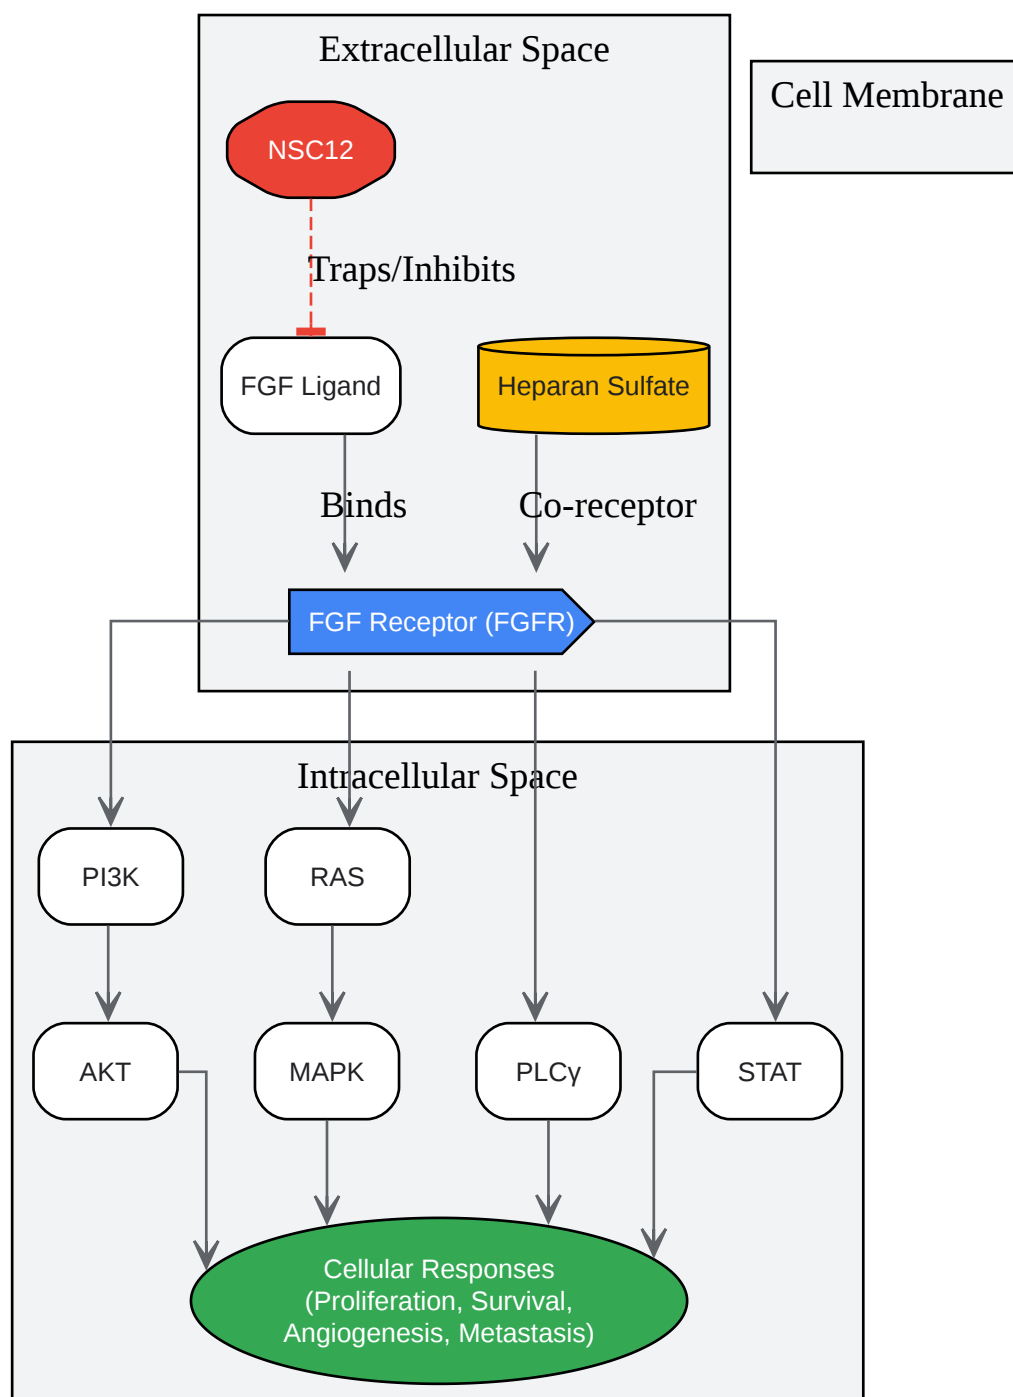 Extracellular Space
Cell Membrane
NSC12
Traps/Inhibits
FGF Ligand
Heparan Sulfate
Binds
Co-receptor
FGF Receptor (FGFR)
Intracellular Space
PI3K
RAS
AKT
MAPK
PLCγ
STAT
Cellular Responses
(Proliferation, Survival,
Angiogenesis, Metastasis)